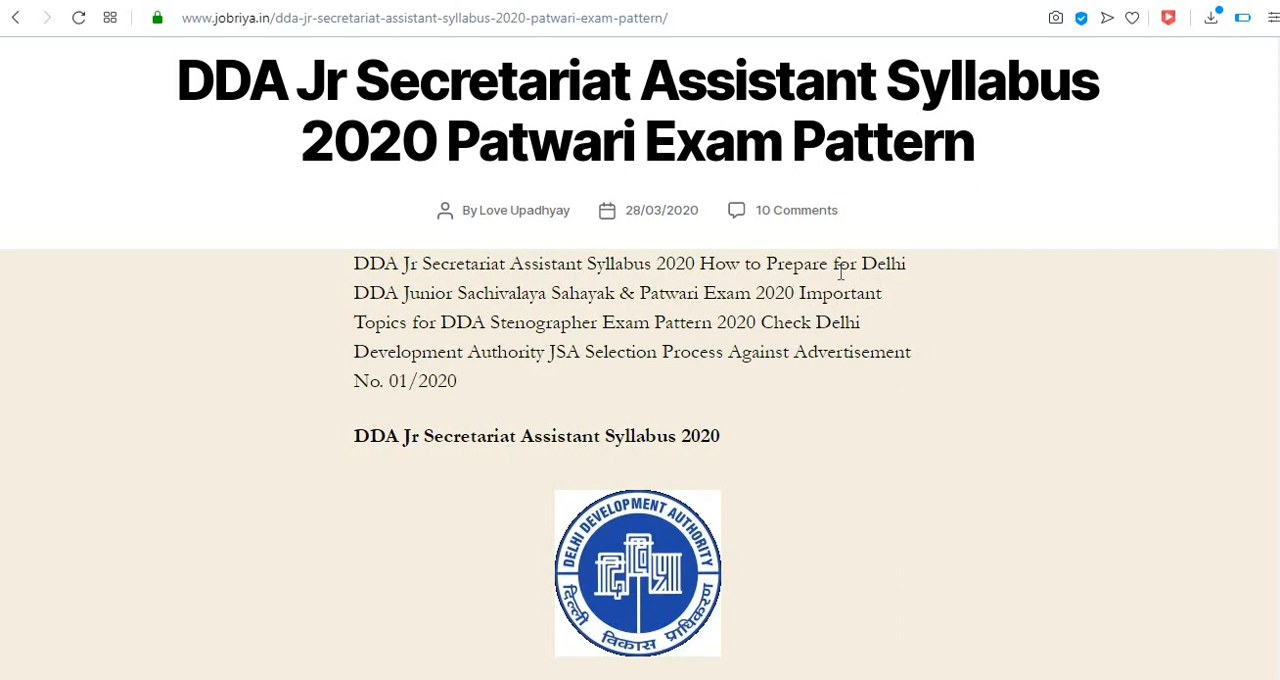 www.jobriya.in/dda-jr-secretariat-assistant-syllabus-2020-patwari-exam-pattern/
DDA Jr Secretariat Assistant Syllabus
2020 Patwari Exam Pattern
By Love Upadhyay 28/03/2020 10 Comments
DDA Jr Secretariat Assistant Syllabus 2020 How to Prepare for Delhi
DDA Junior Sachivalaya Sahayak & Patwari Exam 2020 Important
Topics for DDA Stenographer Exam Pattern 2020 Check Delhi
Development Authority JSA Selection Process Against Advertisement
No. 01/2020
DDA Jr Secretariat Assistant Syllabus 2020
DELHI DEVELOPMENT AUTHORITY
दिविप्रा
दिल्ली विकास प्राधिकरण